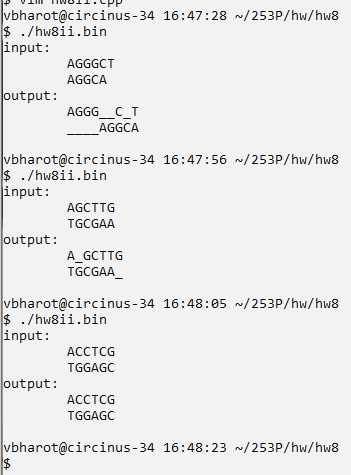 $ vim hw8ii.cpp
vbharot@circinus-34 16:47:28 ~/253P/hw/hw8
$ ./hw8ii.bin
input:
AGGGCT
AGGCA
output:
AGGG__C_T
____AGGCA
vbharot@circinus-34 16:47:56 ~/253P/hw/hw8
$ ./hw8ii.bin
input:
AGCTTG
TGCGAA
output:
A_GCTTG
TGCGAA_
vbharot@circinus-34 16:48:05 ~/253P/hw/hw8
$ ./hw8ii.bin
input:
ACCTCG
TGGAGC
output:
ACCTCG
TGGAGC
vbharot@circinus-34 16:48:23 ~/253P/hw/hw8
$